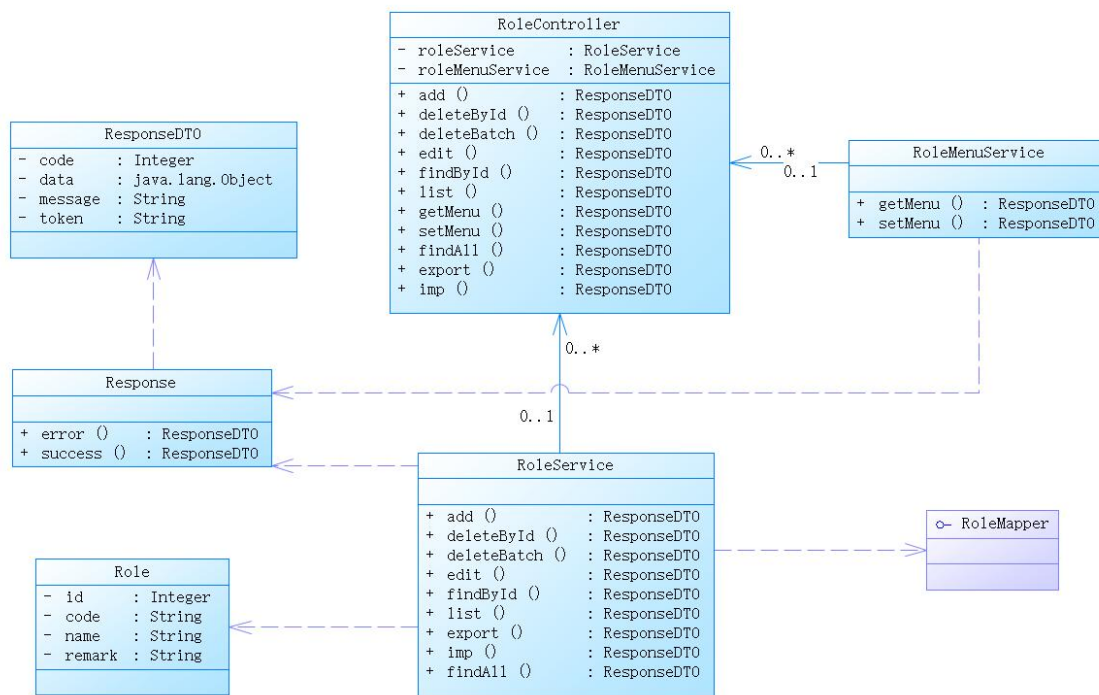 RoleController
- roleService : RoleService
- roleMenuService : RoleMenuService
+ add () : ResponseDTO
+ deleteById () : ResponseDTO
+ deleteBatch () : ResponseDTO
+ edit () : ResponseDTO
+ findById () : ResponseDTO
+ list () : ResponseDTO
+ getMenu () : ResponseDTO
+ setMenu () : ResponseDTO
+ findAll () : ResponseDTO
+ export () : ResponseDTO
+ imp () : ResponseDTO
ResponseDTO
- code : Integer
- data : java.lang.Object
- message : String
- token : String
0..*
0..1
RoleMenuService
+ getMenu () : ResponseDTO
+ setMenu () : ResponseDTO
0..*
0..1
Response
+ error () : ResponseDTO
+ success () : ResponseDTO
RoleService
+ add () : ResponseDTO
+ deleteById () : ResponseDTO
+ deleteBatch () : ResponseDTO
+ edit () : ResponseDTO
+ findById () : ResponseDTO
+ list () : ResponseDTO
+ export () : ResponseDTO
+ imp () : ResponseDTO
+ findAll () : ResponseDTO
RoleMapper
Role
- id : Integer
- code : String
- name : String
- remark : String